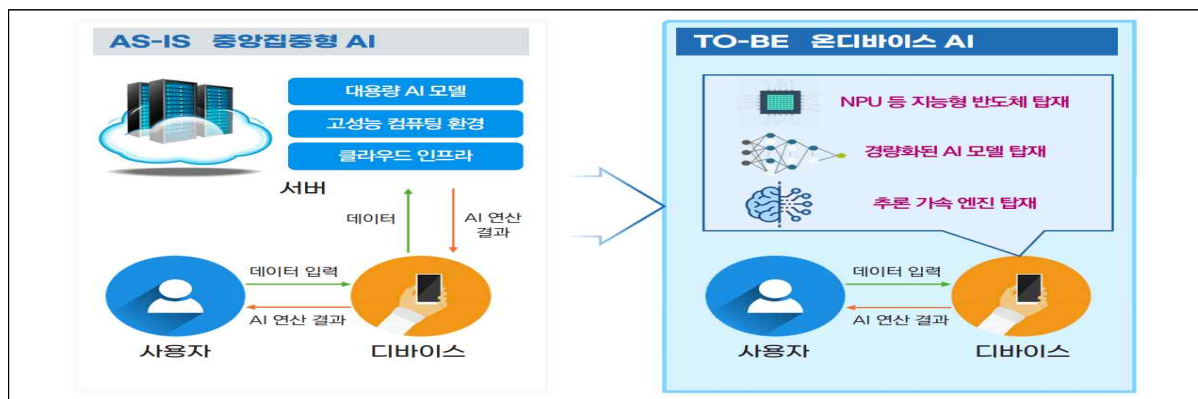 AS-IS 중앙집중형 AI
대용량 AI 모델
고성능 컴퓨팅 환경
클라우드 인프라
서버
데이터
AI 연산
결과
데이터 입력
AI 연산 결과
사용자
디바이스
TO-BE 온디바이스 AI
NPU 등 지능형 반도체 탑재
경량화된 AI 모델 탑재
추론 가속 엔진 탑재
데이터 입력
AI 연산 결과
사용자
디바이스